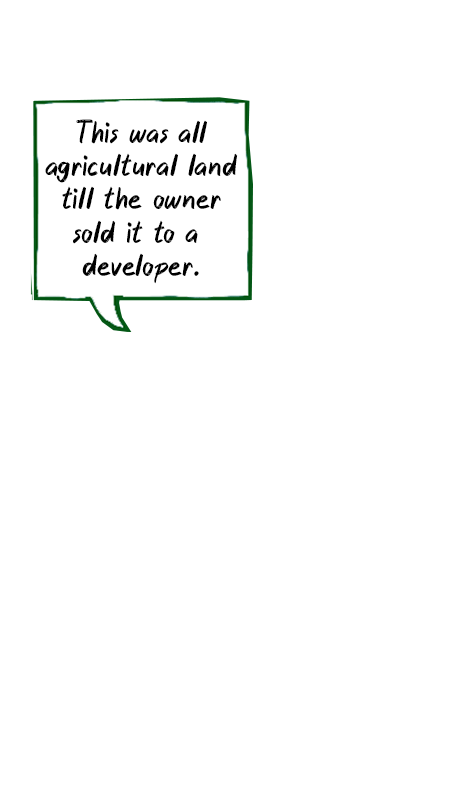 This was all
agricultural land
till the owner
sold it to a
developer.